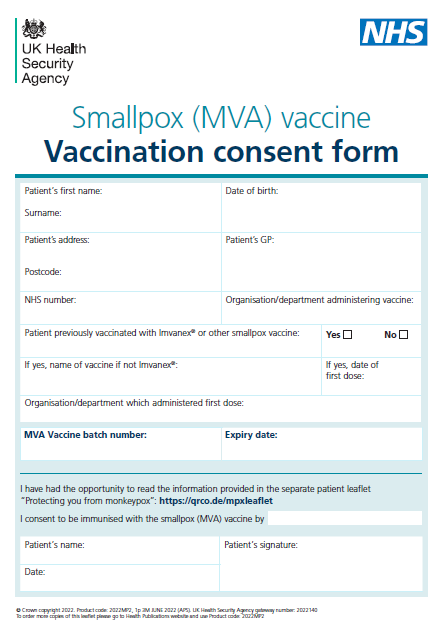 UK Health
Security
Agency
NHS
Smallpox (MVA) vaccine
Vaccination consent form
Patient's first name:
Date of birth:
Surname:
Patient's address:
Patient's GP:
Postcode:
NHS number:
Organisation/department administering vaccine:
Patient previously vaccinated with Imvanex® or other smallpox vaccine:
Yes
No
If yes, name of vaccine if not Imvanex®:
If yes, date of
first dose:
Organisation/department which administered first dose:
MVA Vaccine batch number:
Expiry date:
I have had the opportunity to read the information provided in the separate patient leaflet
“Protecting you from monkeypox”: https://qrco.de/mpxleaflet
I consent to be immunised with the smallpox (MVA) vaccine by
Patient's name:
Patient's signature:
Date:
© Crown copyright 2022. Product code: 2022MP2, 1p 3M JUNE 2022 (APS). UK Health Security Agency gateway number: 2022140
To order more copies of this leaflet please go to Health Publications website and use Product code: 2022MP2